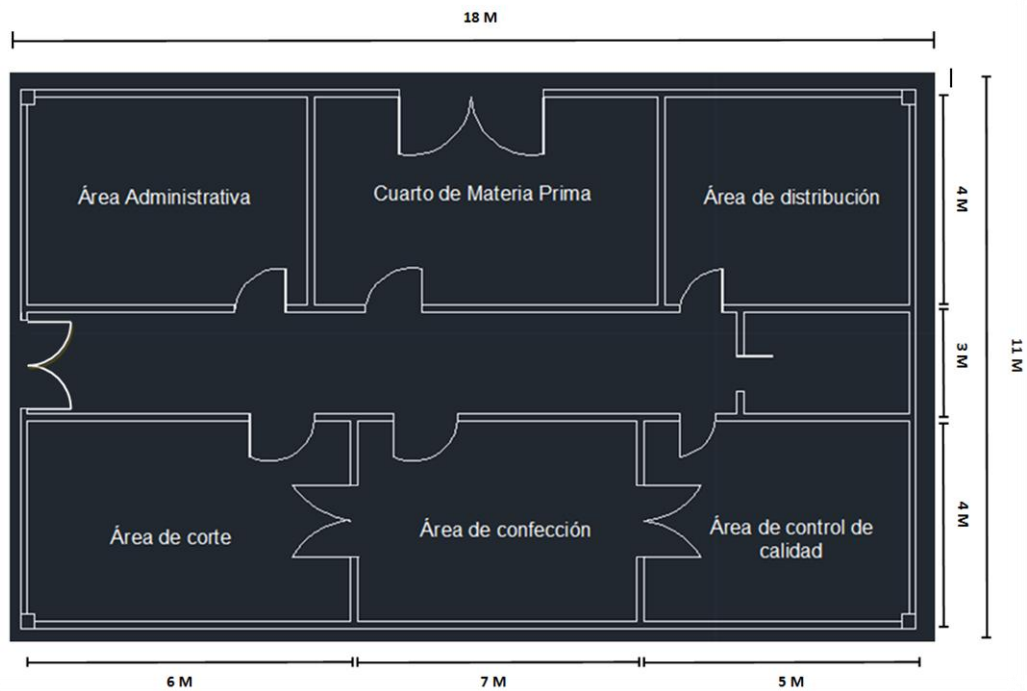 18 M
Área Administrativa
Cuarto de Materia Prima
Área de distribución
4 M
3 M
11 M
4 M
Área de corte
Área de confección
Área de control de
calidad
6 M
7 M
5 M